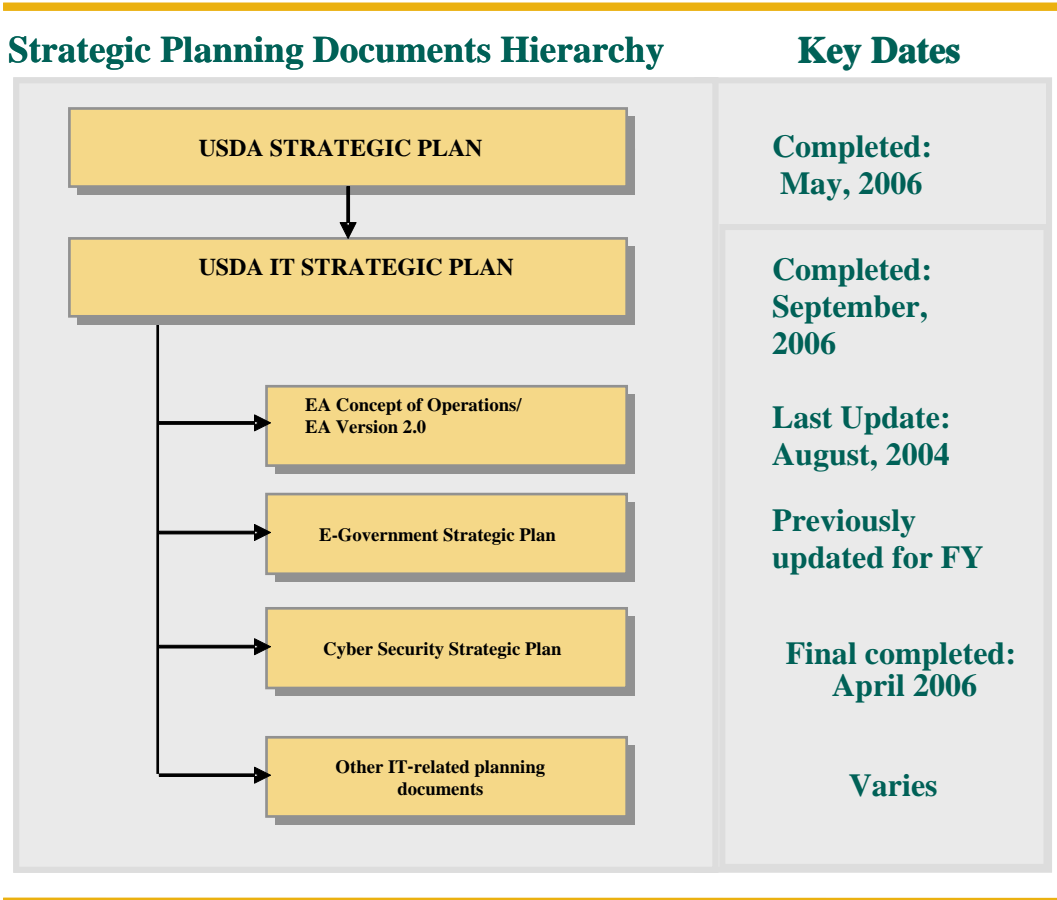 Strategic Planning Documents Hierarchy
Key Dates
USDA STRATEGIC PLAN
Completed:
May, 2006
USDA IT STRATEGIC PLAN
Completed:
September,
2006
EA Concept of Operations/
EA Version 2.0
Last Update:
August, 2004
E-Government Strategic Plan
Previously
updated for FY
Cyber Security Strategic Plan
Final completed:
April 2006
Other IT-related planning
documents
Varies